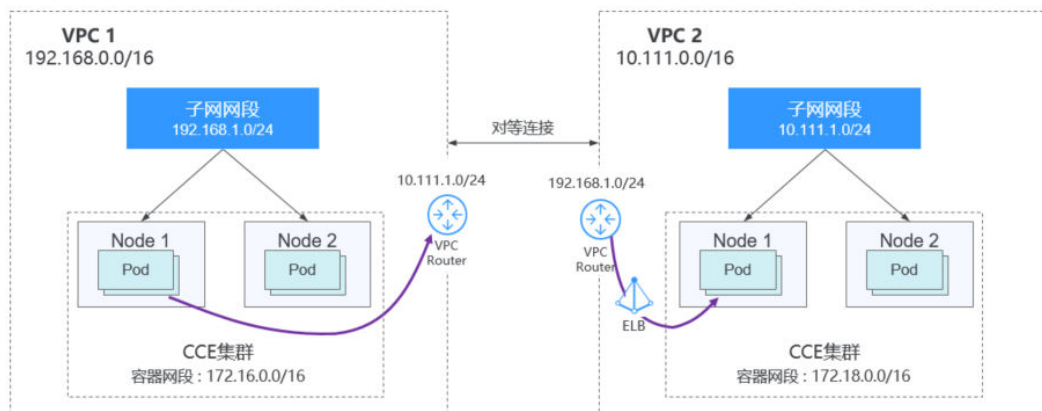 VPC 1
192.168.0.0/16
子网网段
192.168.1.0/24
Node 1
Pod
Node 2
Pod
CCE集群
容器网段：172.16.0.0/16
对等连接
10.111.1.0/24
VPC
Router
192.168.1.0/24
VPC
Router
ELB
VPC 2
10.111.0.0/16
子网网段
10.111.1.0/24
Node 1
Pod
Node 2
Pod
CCE集群
容器网段：172.18.0.0/16